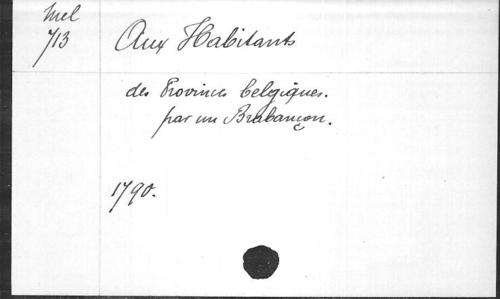 Mel
713
Aux Habitants
des Provinces belgiques.
par un Brabançon.
1790.